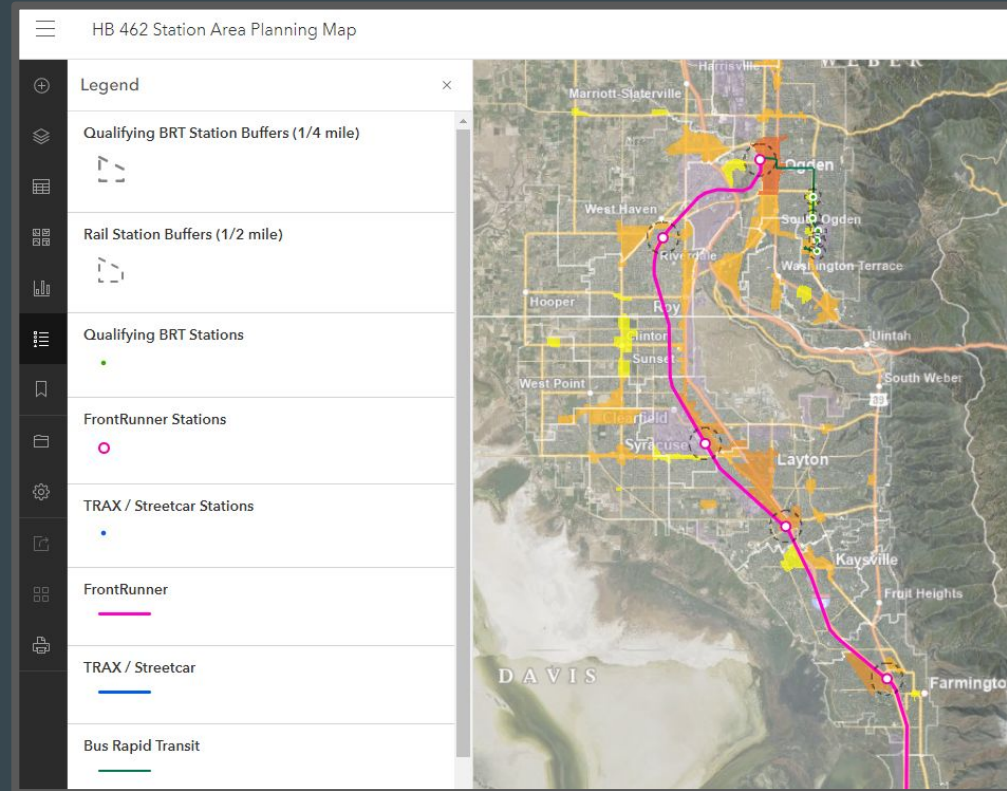 HB 462 Station Area Planning Map
Legend
×
Qualifying BRT Station Buffers (1/4 mile)
Rail Station Buffers (1/2 mile)
Qualifying BRT Stations
FrontRunner Stations
TRAX / Streetcar Stations
FrontRunner
TRAX / Streetcar
Bus Rapid Transit
Harrisville
WEBER
Marriott-Slaterville
Ogden
West Haven
South Ogden
Riverdale
Washington Terrace
Hooper
Roy
Uintah
Clinton
Sunset
South Weber
West Point
89
Clearfield
Syracuse
Layton
Kaysville
Fruit Heights
DAVIS
Farmingto